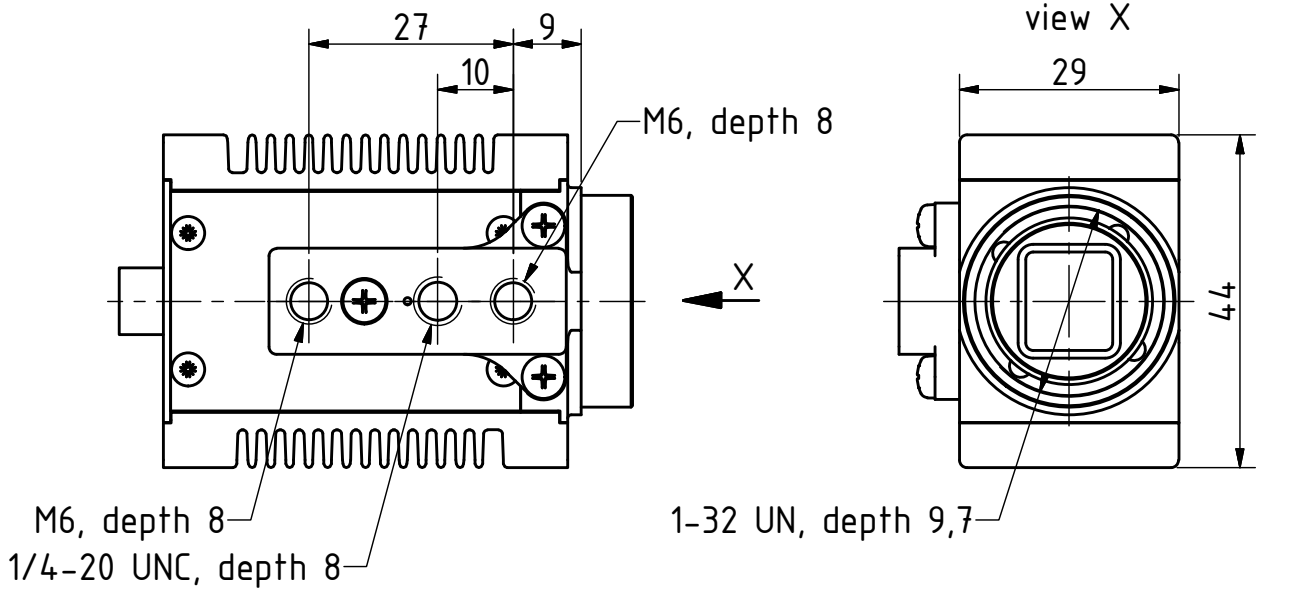 view X
27
9
29
10
M6, depth 8
X
44
M6, depth 8
1-32 UN, depth 9,7
1/4-20 UNC, depth 8